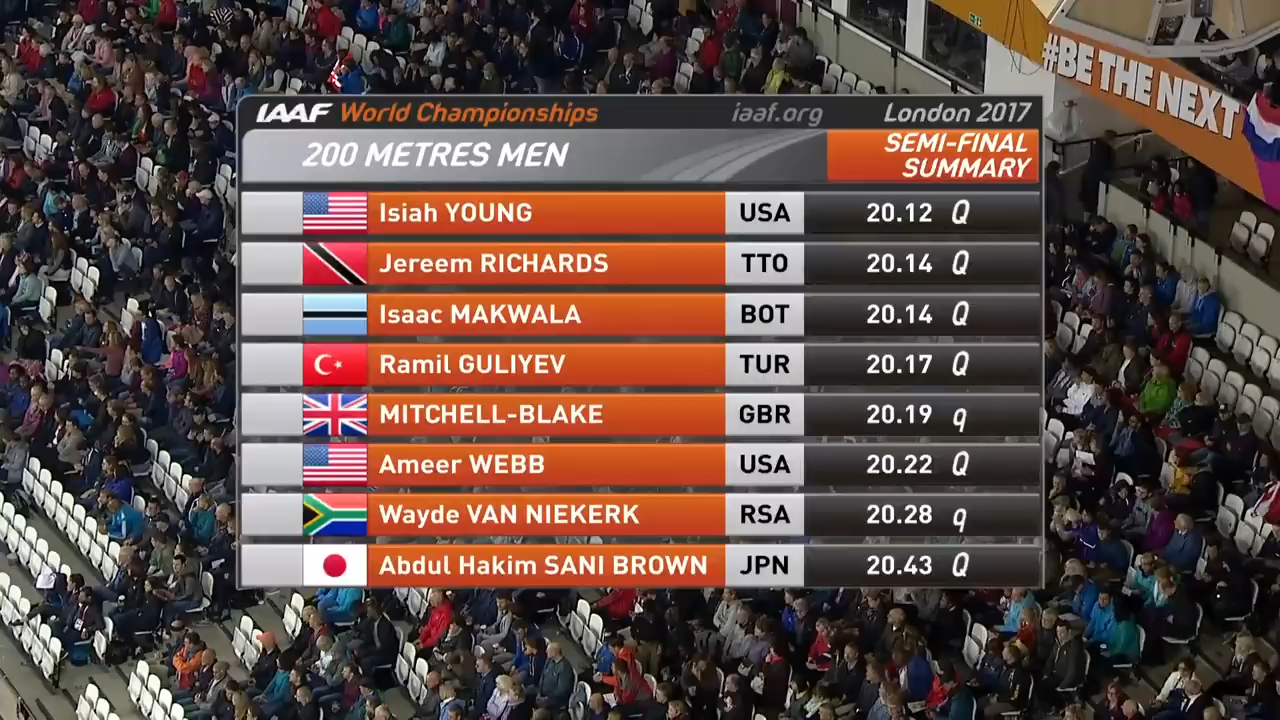 IAAF World Championships iaaf.org London 2017
200 METRES MEN SEMI-FINAL
SUMMARY
Isiah YOUNG USA 20.12 Q
Jereem RICHARDS TTO 20.14 Q
Isaac MAKWALA BOT 20.14 Q
Ramil GULIYEV TUR 20.17 Q
MITCHELL-BLAKE GBR 20.19 q
Ameer WEBB USA 20.22 Q
Wayde VAN NIEKERK RSA 20.28 q
Abdul Hakim SANI BROWN JPN 20.43 Q
#BE THE NEXT